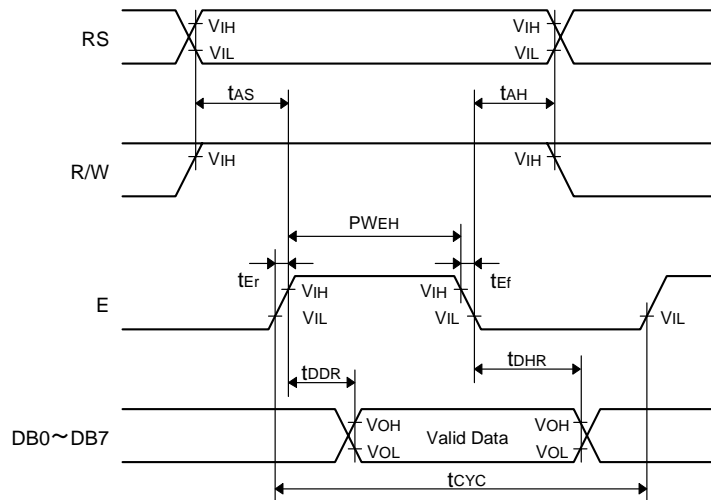 RS
VIH
VIL
VIH
VIL
tAS
tAH
R/W
VIH
VIH
PWEH
tEr
tEf
E
VIH
VIL
VIH
VIL
VIL
tDDR
tDHR
DB0～DB7
VOH
VOL
Valid Data
VOH
VOL
tCYC